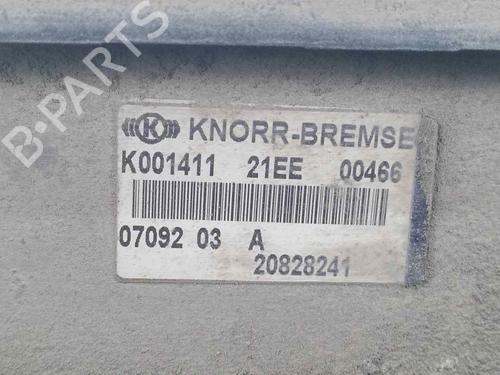 B-Parts
K KNORR-BREMSE
K001411 21EE 00466
07092 03 A
20828241